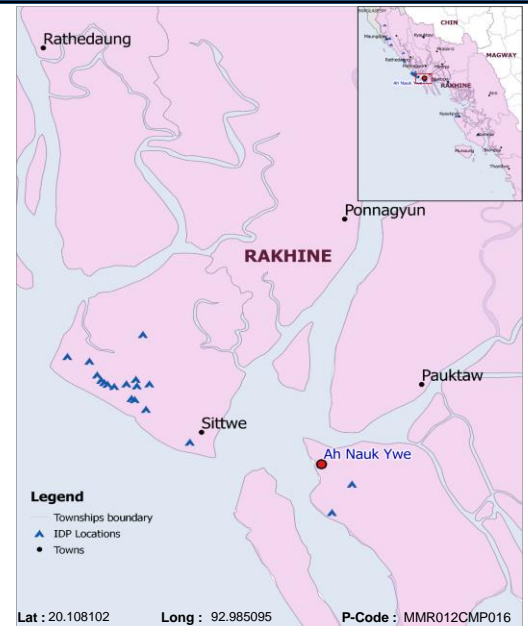 Rathedaung
Ponnagyun
RAKHINE
Pauktaw
Sittwe
Ah Nauk Ywe
CHIN
MAGWAY
RAKHINE
Legend
Townships boundary
IDP Locations
Towns
Lat : 20.108102 Long : 92.985095 P-Code : MMR012CMP016